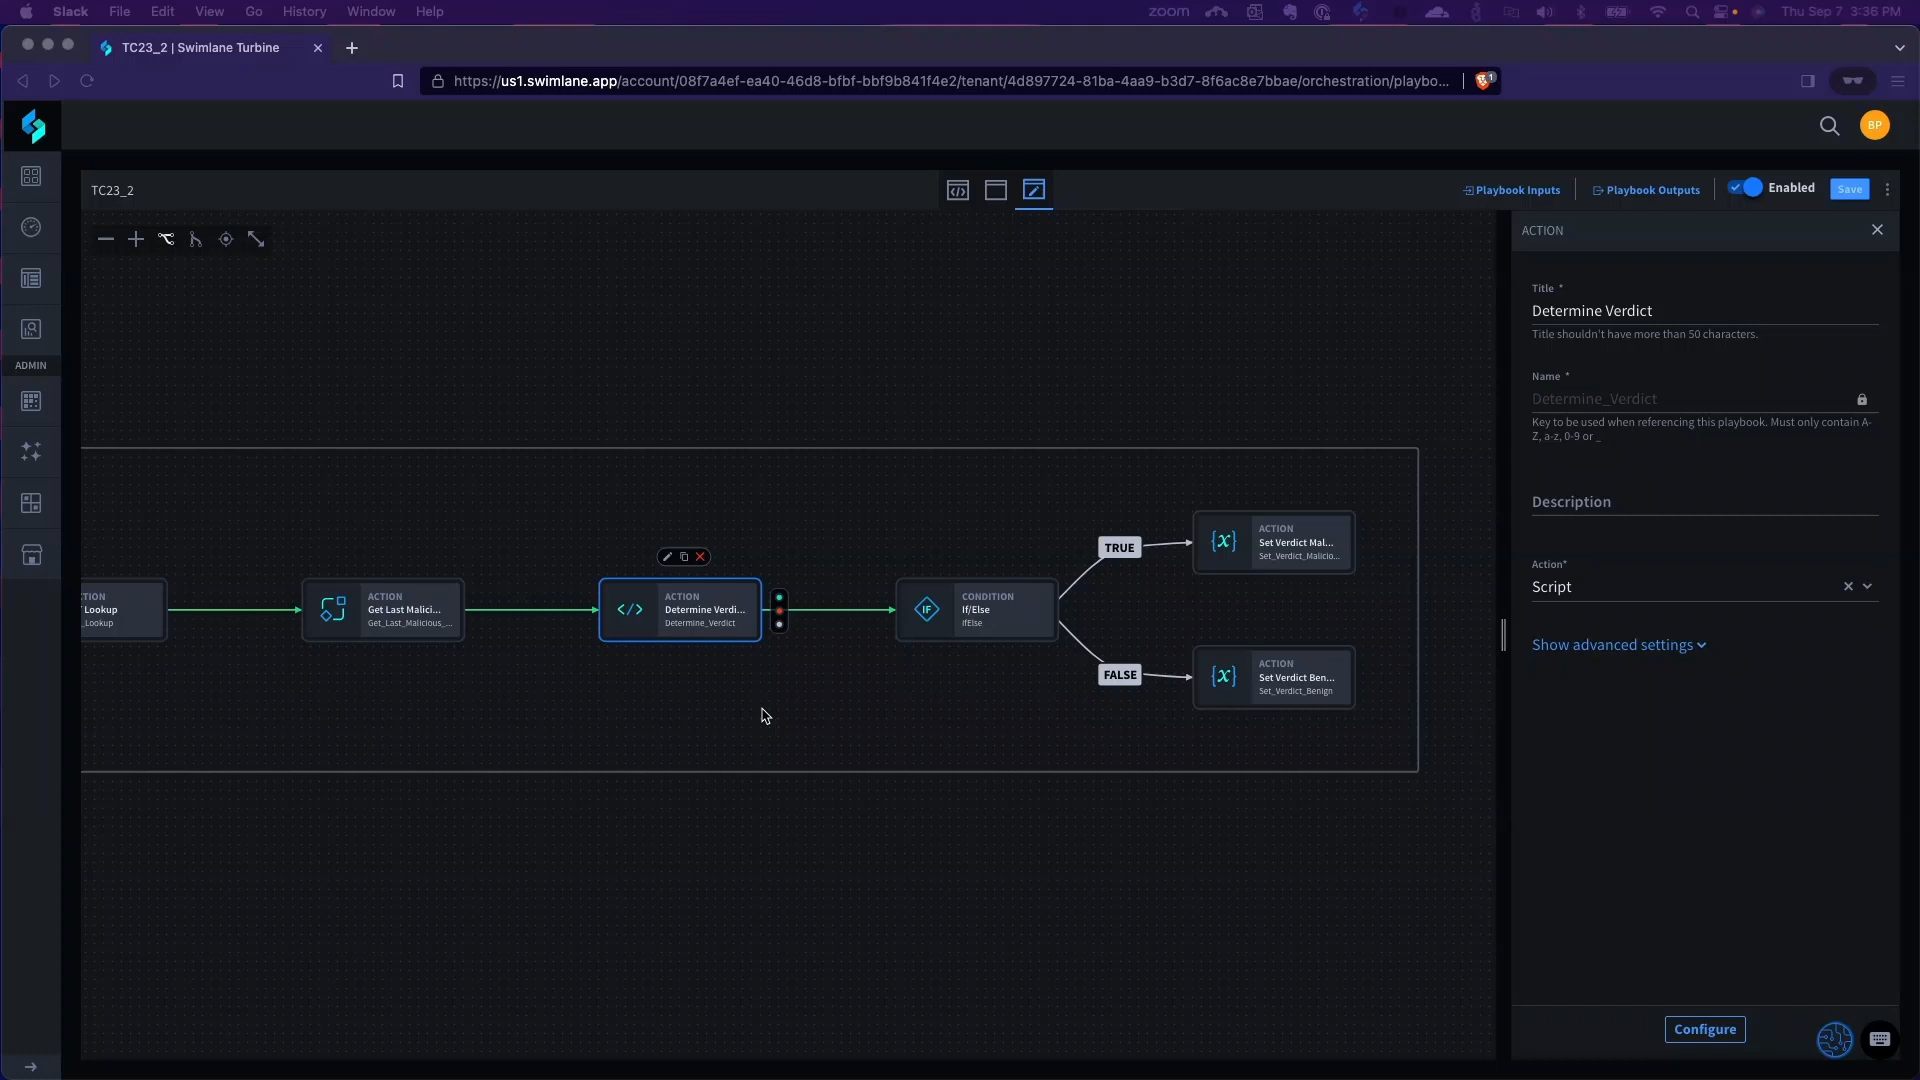 Slack File Edit View Go History Window Help zoom Thu Sep 7 3:36 PM
TC23_2 | Swimlane Turbine
https://us1.swimlane.app/account/08f7a4ef-ea40-46d8-bfbf-bbf9b841f4e2/tenant/4d897724-81ba-4aa9-b3d7-8f6ac8e7bbae/orchestration/playbo... 1
BP
TC23_2
Playbook Inputs
Playbook Outputs
Enabled
Save
ADMIN
ACTION
Title *
Determine Verdict
Title shouldn't have more than 50 characters.
Name *
Determine_Verdict
Key to be used when referencing this playbook. Must only contain A-
Z, a-z, 0-9 or _
Description
Action*
Script
Show advanced settings
Configure
TION
Lookup
_Lookup
ACTION
Get Last Malici...
Get_Last_Malicious_...
</>
ACTION
Determine Verdi...
Determine_Verdict
IF
CONDITION
If/Else
IfElse
TRUE
{x}
ACTION
Set Verdict Mal...
Set_Verdict_Malicio...
FALSE
{x}
ACTION
Set Verdict Ben...
Set_Verdict_Benign